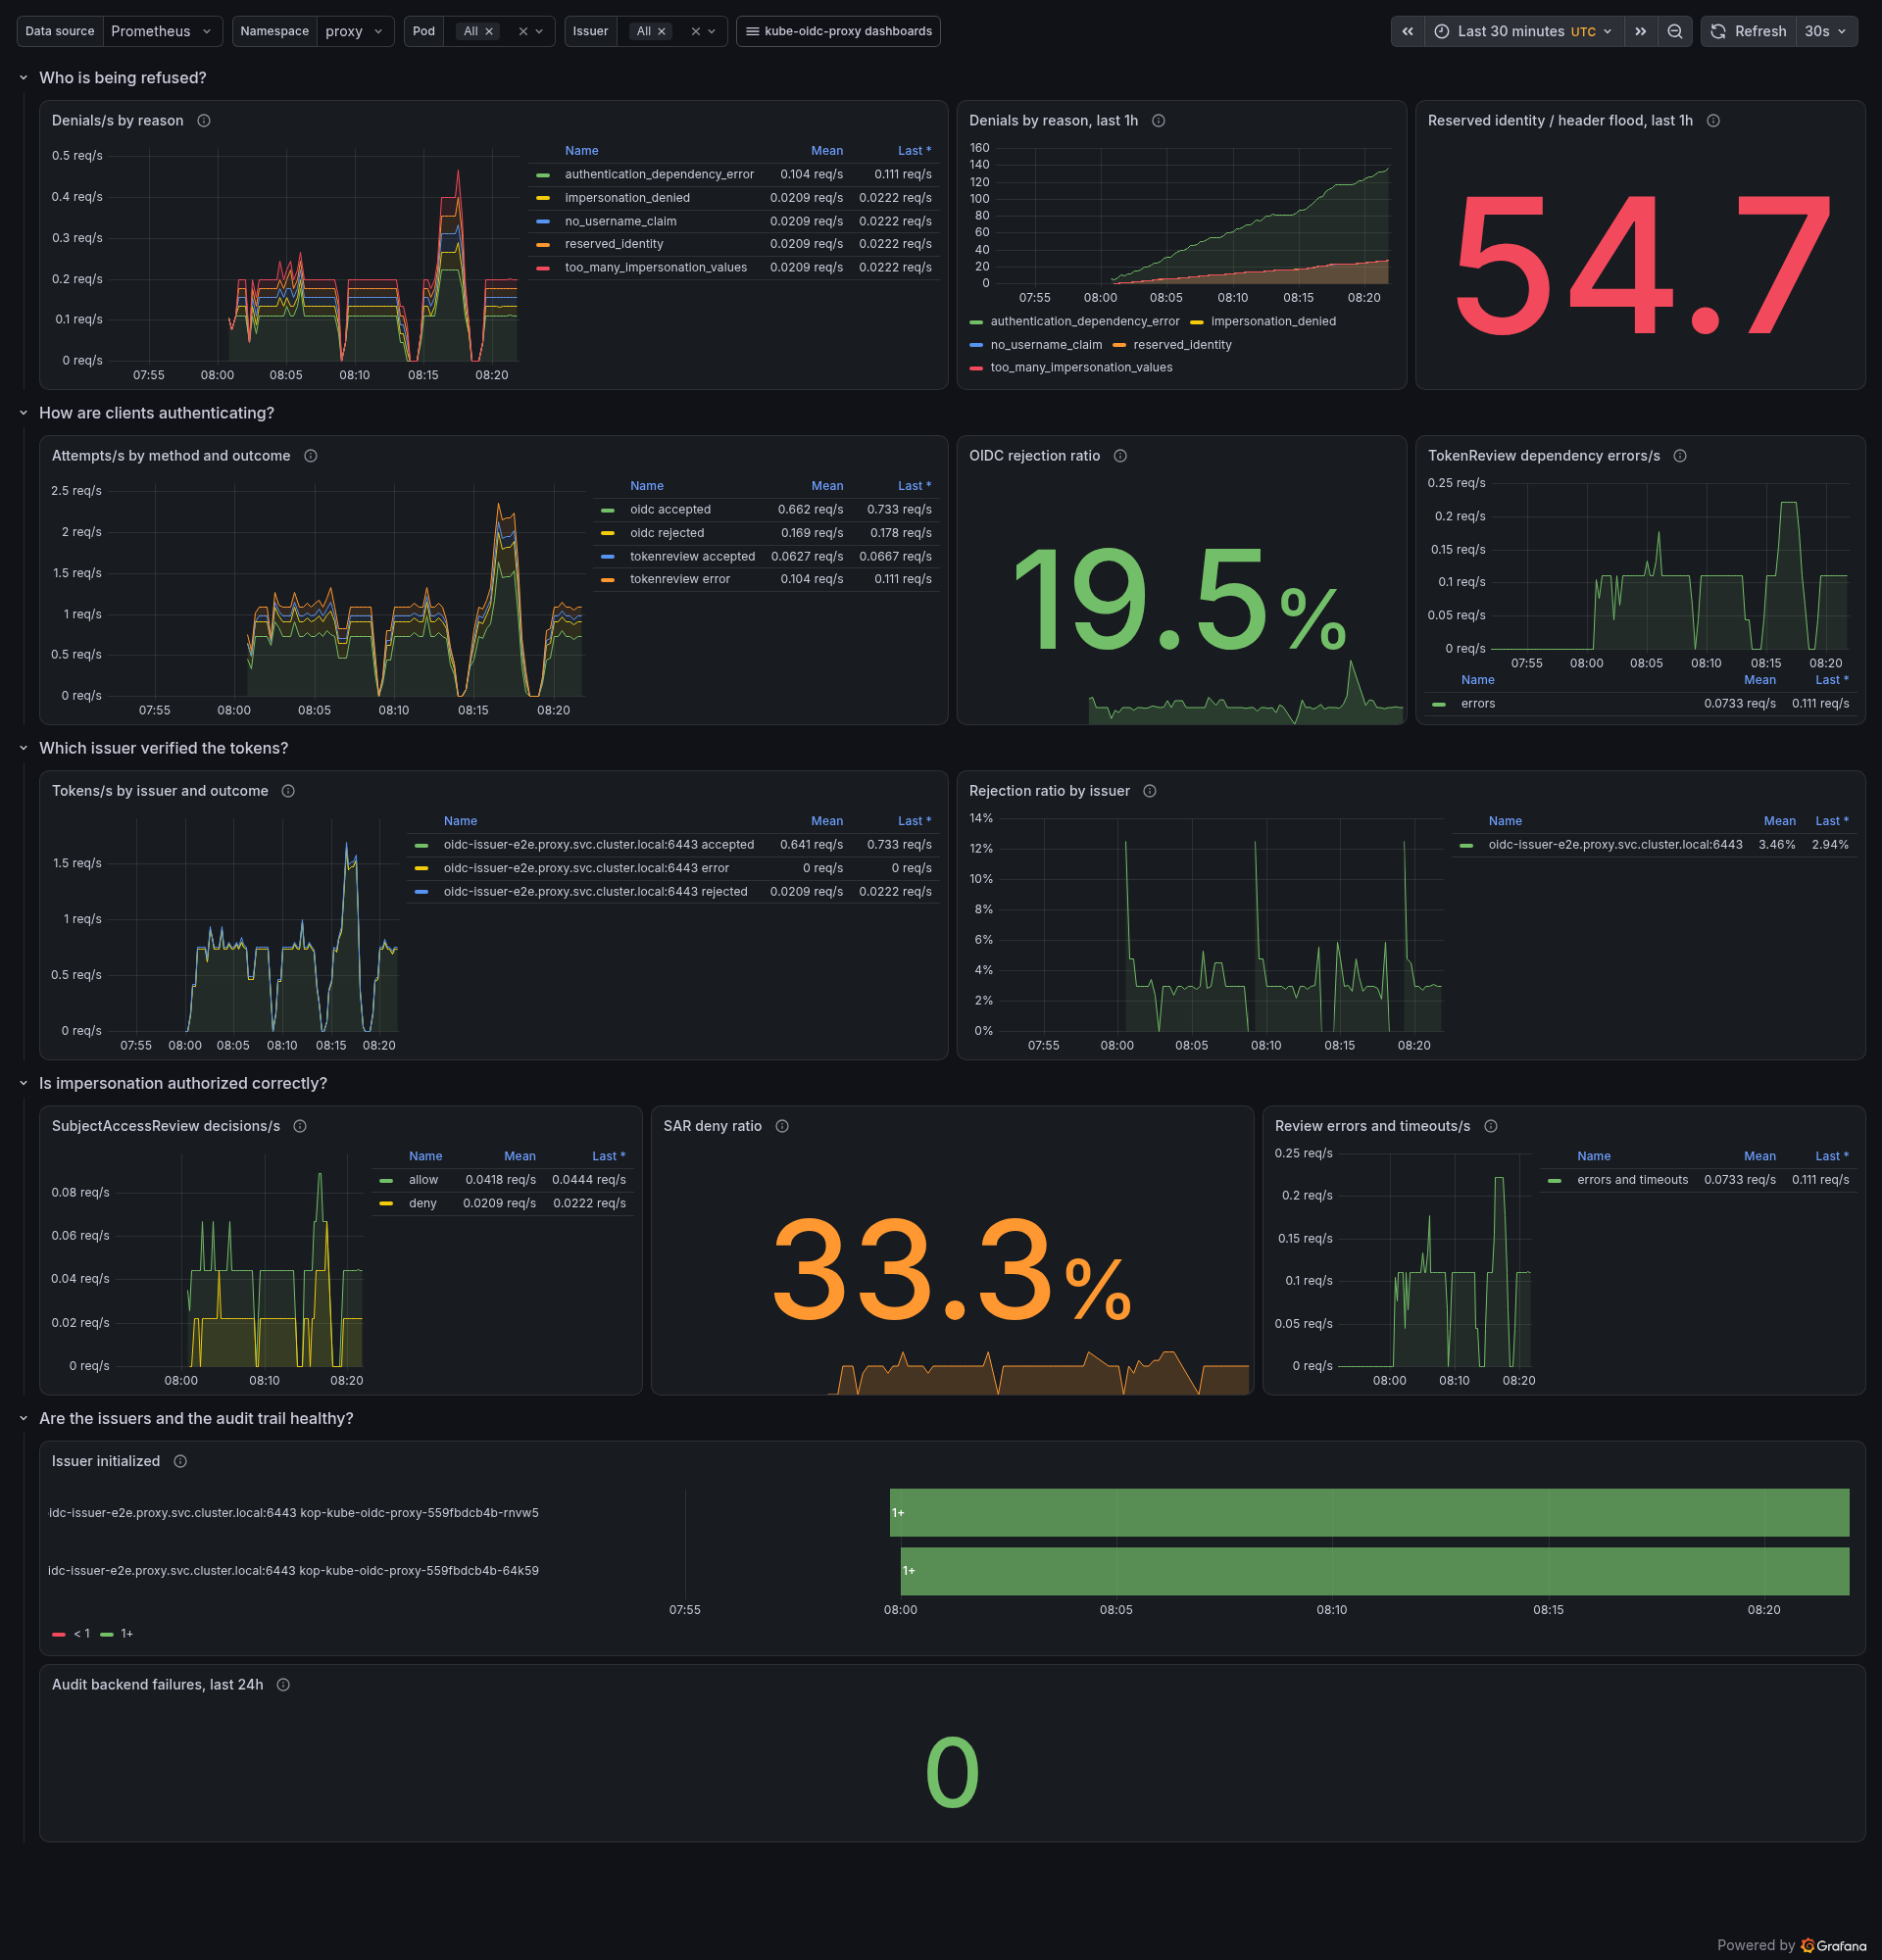 Data source Prometheus Namespace proxy Pod All Issuer All kube-oidc-proxy dashboards Last 30 minutes UTC Refresh 30s
Who is being refused?
Denials/s by reason
0.5 req/s
0.4 req/s
0.3 req/s
0.2 req/s
0.1 req/s
0 req/s
07:55 08:00 08:05 08:10 08:15 08:20
Name Mean Last *
authentication_dependency_error 0.104 req/s 0.111 req/s
impersonation_denied 0.0209 req/s 0.0222 req/s
no_username_claim 0.0209 req/s 0.0222 req/s
reserved_identity 0.0209 req/s 0.0222 req/s
too_many_impersonation_values 0.0209 req/s 0.0222 req/s
Denials by reason, last 1h
160
140
120
100
80
60
40
20
0
07:55 08:00 08:05 08:10 08:15 08:20
authentication_dependency_error impersonation_denied
no_username_claim reserved_identity
too_many_impersonation_values
Reserved identity / header flood, last 1h
54.7
How are clients authenticating?
Attempts/s by method and outcome
2.5 req/s
2 req/s
1.5 req/s
1 req/s
0.5 req/s
0 req/s
07:55 08:00 08:05 08:10 08:15 08:20
Name Mean Last *
oidc accepted 0.662 req/s 0.733 req/s
oidc rejected 0.169 req/s 0.178 req/s
tokenreview accepted 0.0627 req/s 0.0667 req/s
tokenreview error 0.104 req/s 0.111 req/s
OIDC rejection ratio
19.5%
TokenReview dependency errors/s
0.25 req/s
0.2 req/s
0.15 req/s
0.1 req/s
0.05 req/s
0 req/s
07:55 08:00 08:05 08:10 08:15 08:20
Name Mean Last *
errors 0.0733 req/s 0.111 req/s
Which issuer verified the tokens?
Tokens/s by issuer and outcome
1.5 req/s
1 req/s
0.5 req/s
0 req/s
07:55 08:00 08:05 08:10 08:15 08:20
Name Mean Last *
oidc-issuer-e2e.proxy.svc.cluster.local:6443 accepted 0.641 req/s 0.733 req/s
oidc-issuer-e2e.proxy.svc.cluster.local:6443 error 0 req/s 0 req/s
oidc-issuer-e2e.proxy.svc.cluster.local:6443 rejected 0.0209 req/s 0.0222 req/s
Rejection ratio by issuer
14%
12%
10%
8%
6%
4%
2%
0%
07:55 08:00 08:05 08:10 08:15 08:20
Name Mean Last *
oidc-issuer-e2e.proxy.svc.cluster.local:6443 3.46% 2.94%
Is impersonation authorized correctly?
SubjectAccessReview decisions/s
0.08 req/s
0.06 req/s
0.04 req/s
0.02 req/s
0 req/s
08:00 08:10 08:20
Name Mean Last *
allow 0.0418 req/s 0.0444 req/s
deny 0.0209 req/s 0.0222 req/s
SAR deny ratio
33.3%
Review errors and timeouts/s
0.25 req/s
0.2 req/s
0.15 req/s
0.1 req/s
0.05 req/s
0 req/s
08:00 08:10 08:20
Name Mean Last *
errors and timeouts 0.0733 req/s 0.111 req/s
Are the issuers and the audit trail healthy?
Issuer initialized
idc-issuer-e2e.proxy.svc.cluster.local:6443 kop-kube-oidc-proxy-559fbdcb4b-rnvw5 1+
idc-issuer-e2e.proxy.svc.cluster.local:6443 kop-kube-oidc-proxy-559fbdcb4b-64k59 1+
07:55 08:00 08:05 08:10 08:15 08:20
< 1 1+
Audit backend failures, last 24h
0
Powered by Grafana